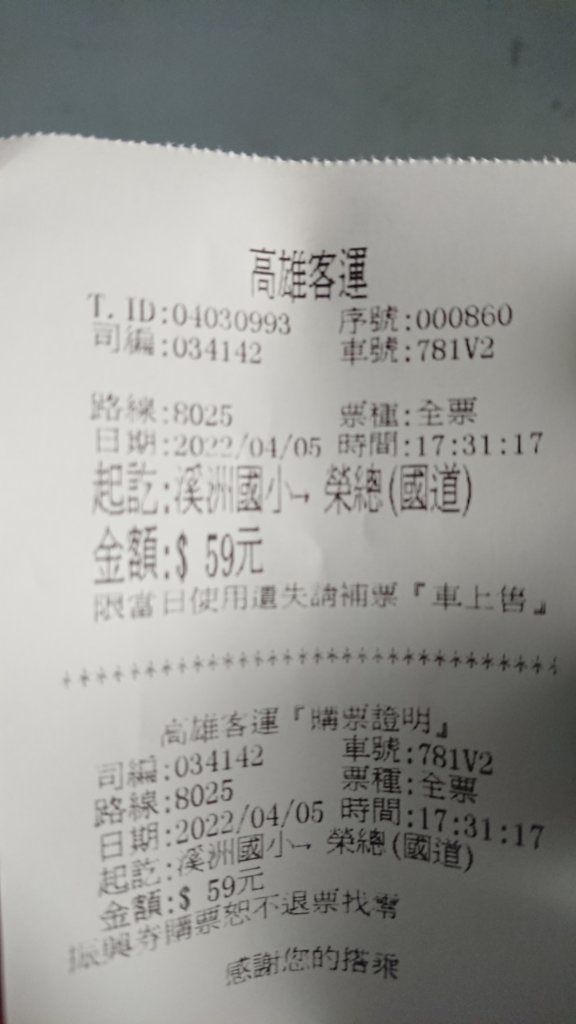 高雄客運
T.ID:04030993 序號:000860
司編:034142 車號:781V2
路線:8025 票種:全票
日期:2022/04/05 時間:17:31:17
起訖:溪洲國小→榮總(國道)
金額:$ 59元
限當日使用遺失請補票『車上售』
********************************
高雄客運『購票證明』
司編:034142 車號:781V2
路線:8025 票種:全票
日期:2022/04/05 時間:17:31:17
起訖:溪洲國小→榮總(國道)
金額:$ 59元
振興券購票恕不退票找零
感謝您的搭乘